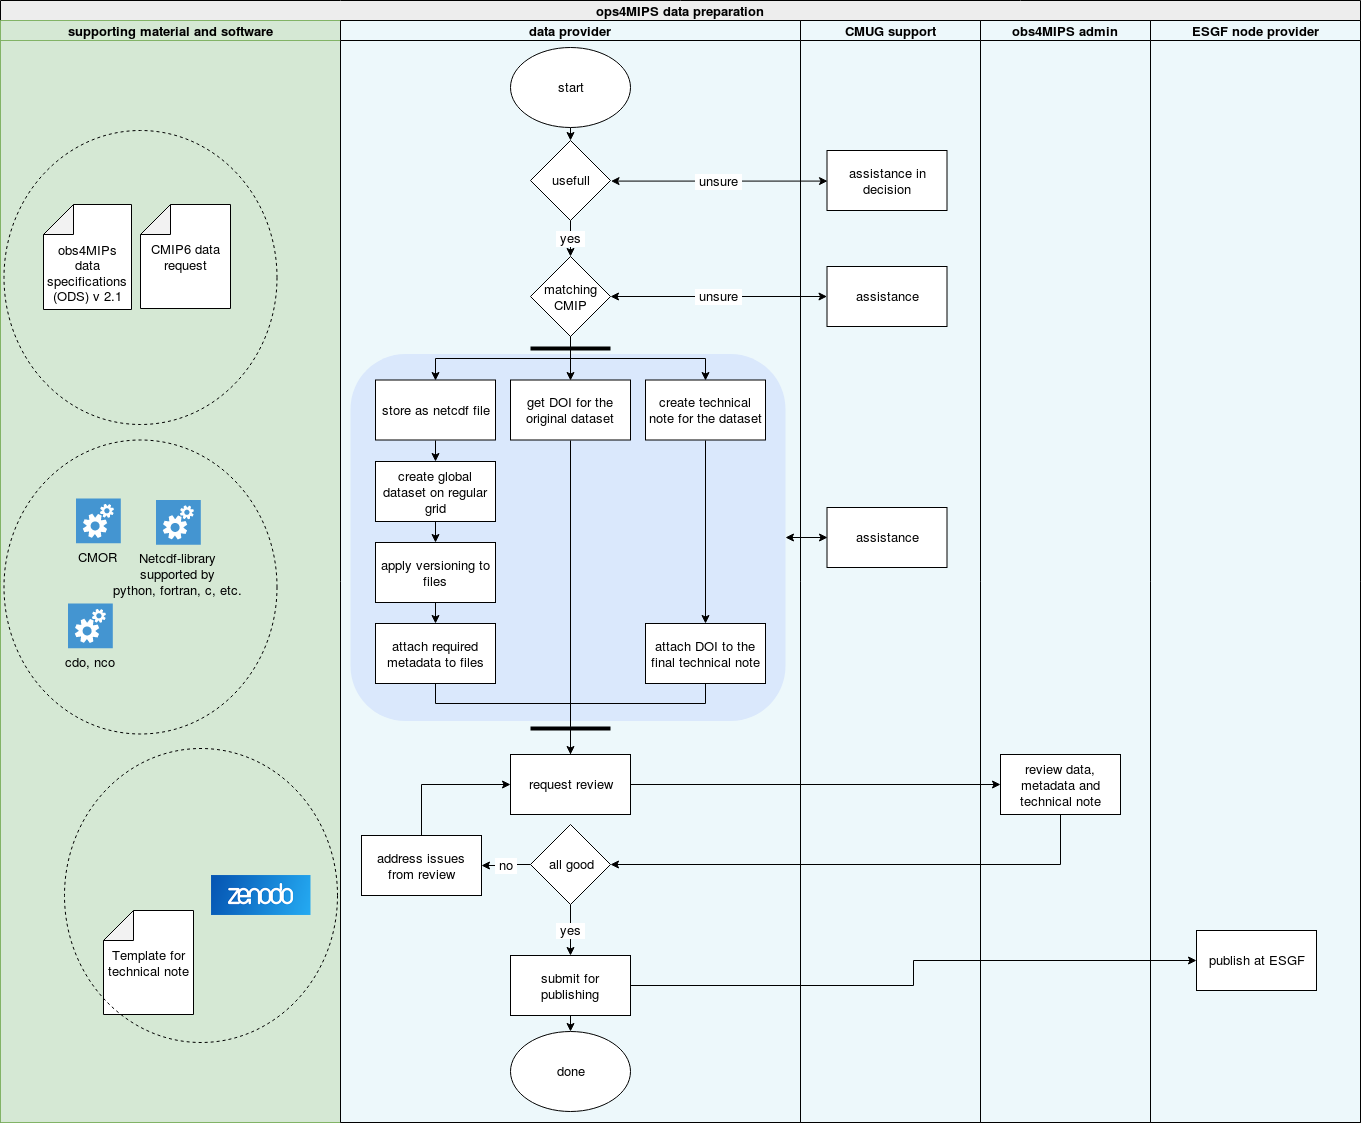 ops4MIPS data preparation
supporting material and software
data provider
CMUG support
obs4MIPS admin
ESGF node provider
start
usefull
unsure
assistance in
decision
yes
obs4MIPs
data
specifications
(ODS) v 2.1
CMIP6 data
request
matching
CMIP
unsure
assistance
store as netcdf file
get DOI for the
original dataset
create technical
note for the dataset
create global
dataset on regular
grid
apply versioning to
files
attach required
metadata to files
attach DOI to the
final technical note
assistance
CMOR
Netcdf-library
supported by
python, fortran, c, etc.
cdo, nco
request review
review data,
metadata and
technical note
address issues
from review
no
all good
yes
zenodo
Template for
technical note
submit for
publishing
publish at ESGF
done